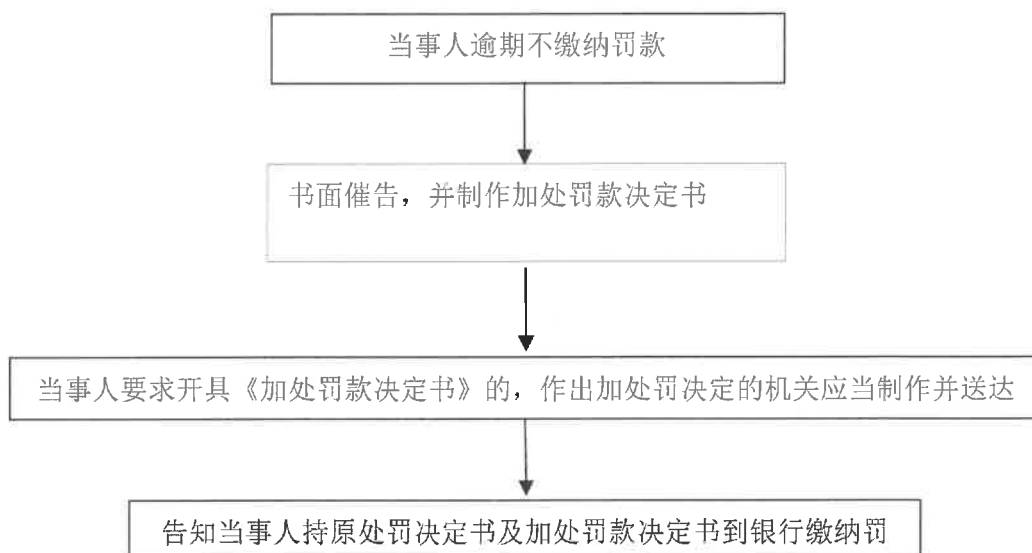 当事人逾期不缴纳罚款
书面催告，并制作加处罚款决定书
当事人要求开具《加处罚款决定书》的，作出加处罚决定的机关应当制作并送达
告知当事人持原处罚决定书及加处罚款决定书到银行缴纳罚